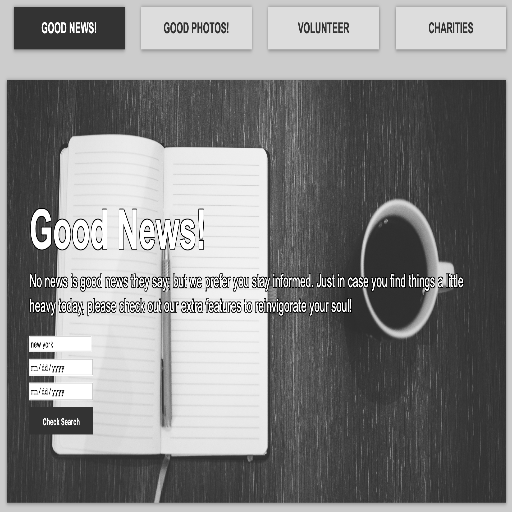 GOOD NEWS!
GOOD PHOTOS!
VOLUNTEER
CHARITIES
Good News!
No news is good news they say, but we prefer you stay informed. Just in case you find things a little
heavy today, please check out our extra features to reinvigorate your soul!
new york
mm/dd/yyyy
mm/dd/yyyy
Check Search